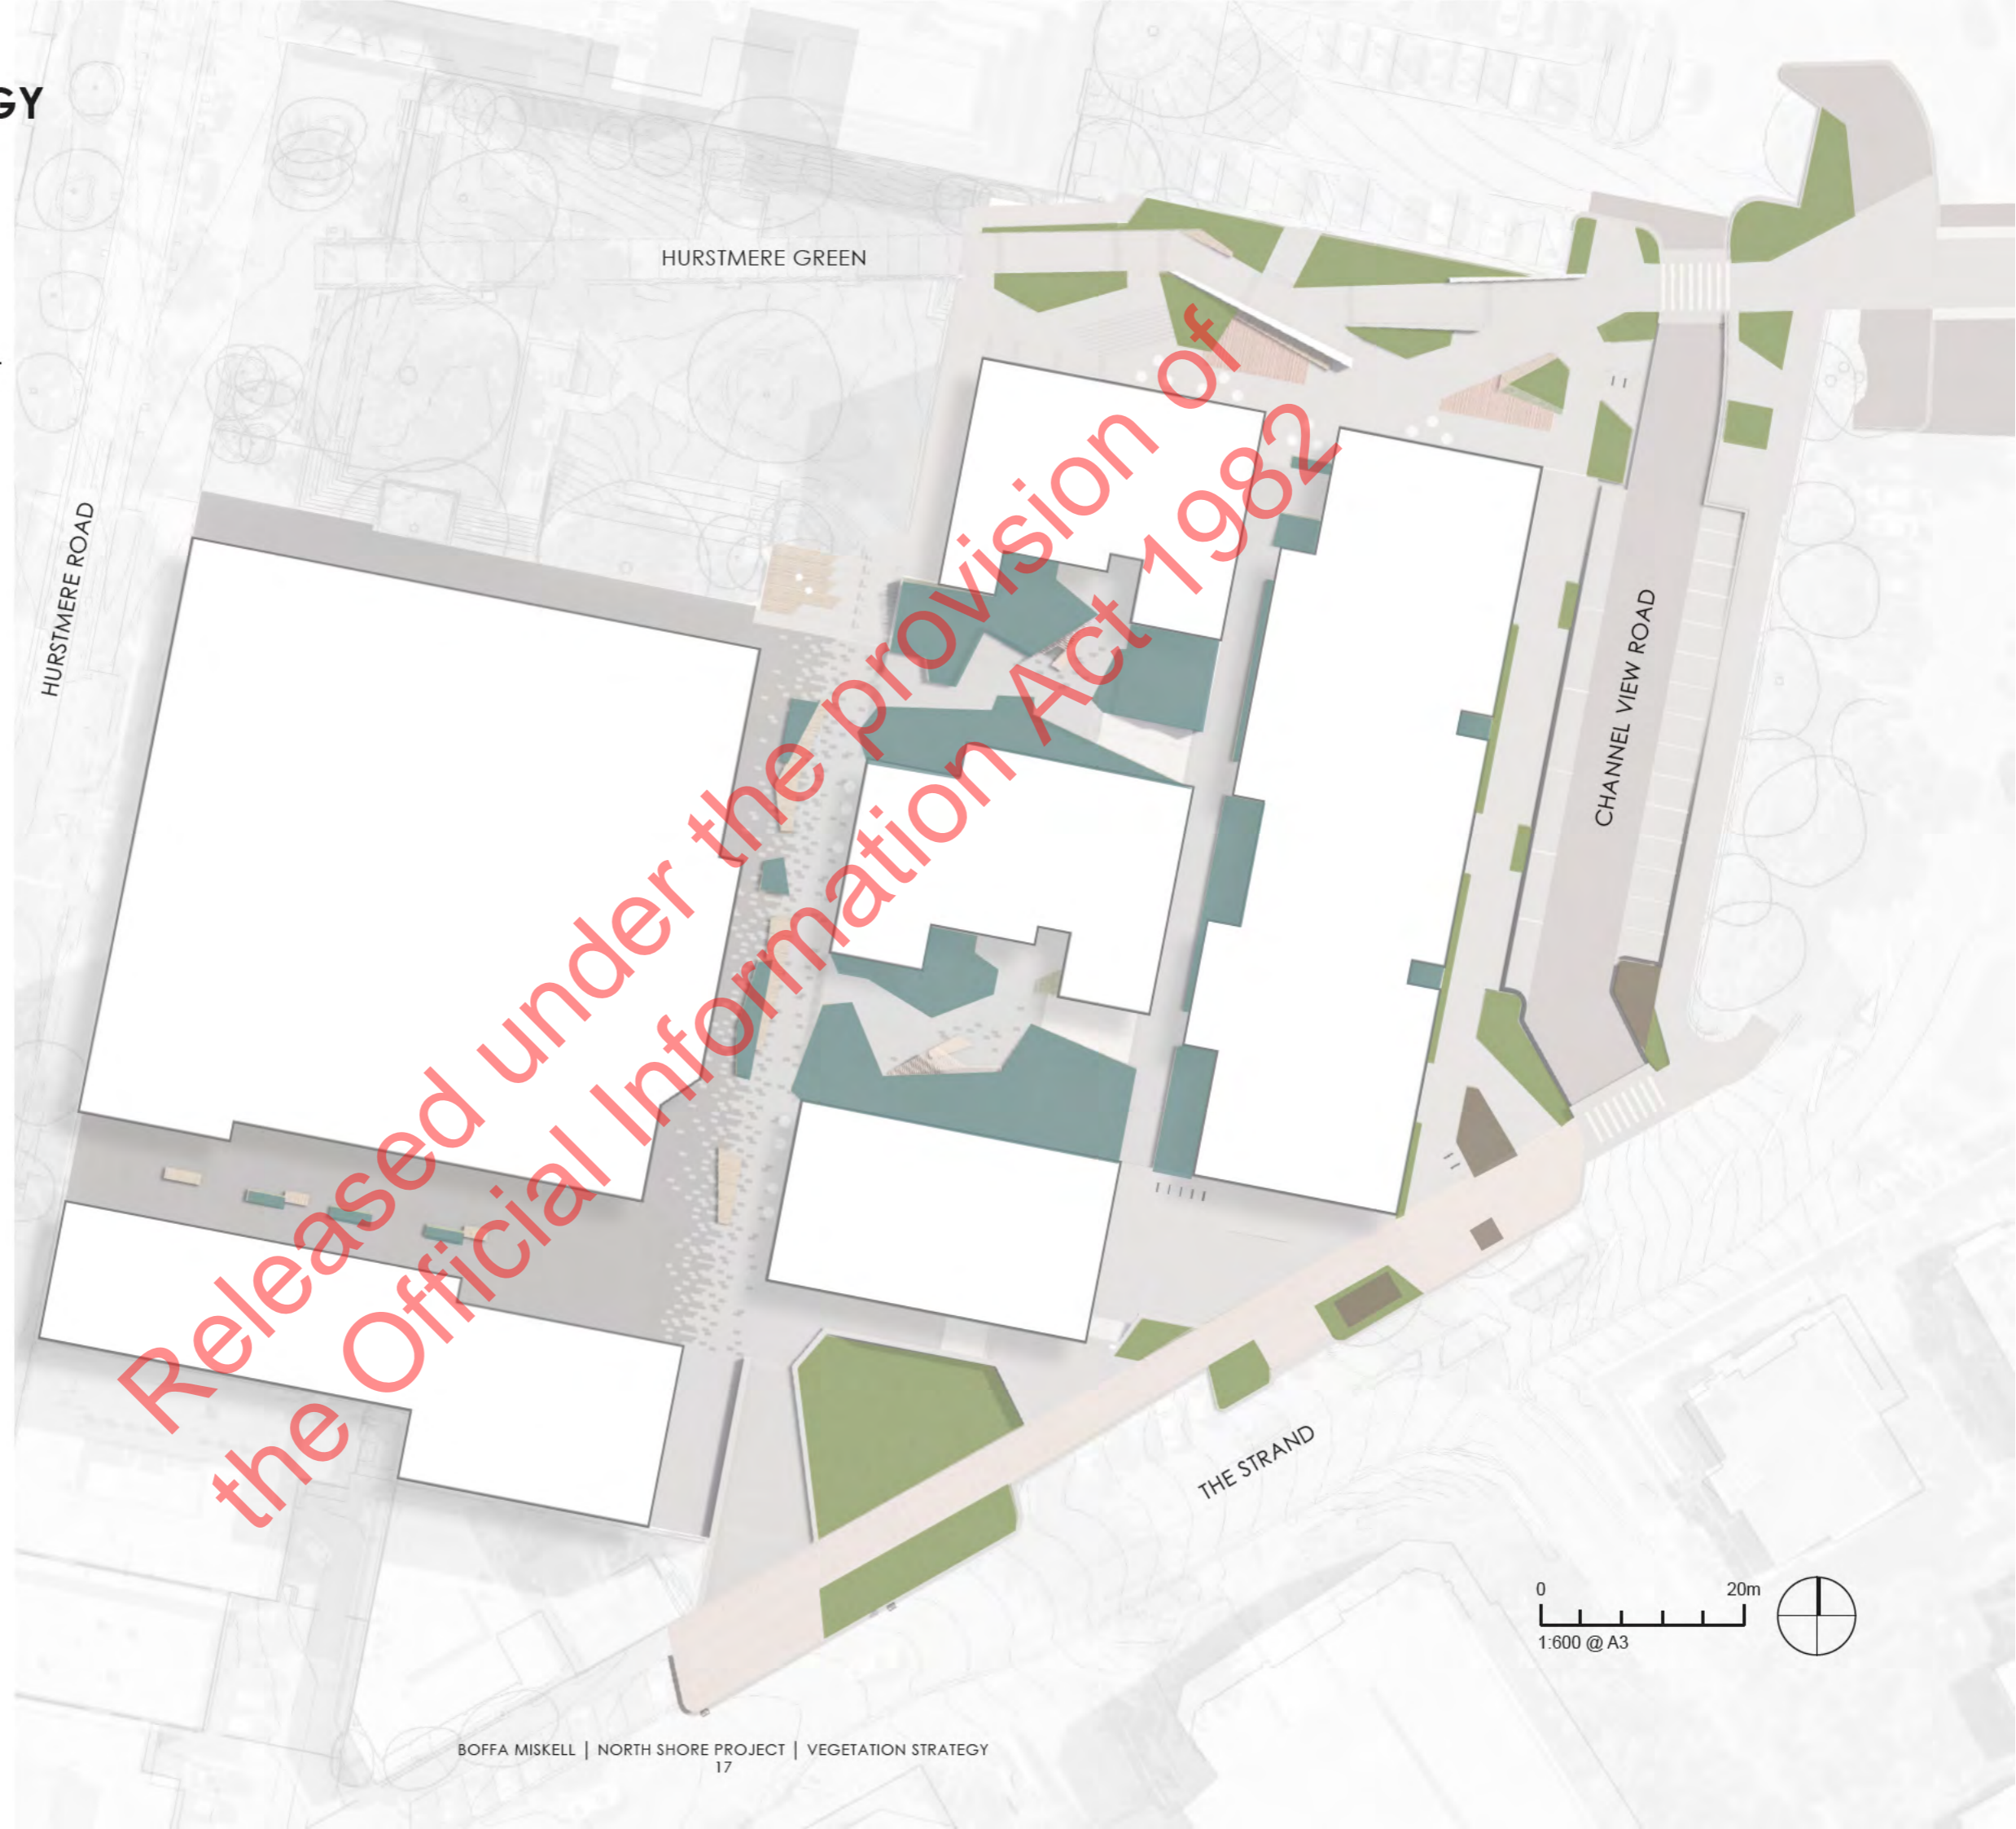 GY
HURSTMERE GREEN
HURSTMERE ROAD
CHANNEL VIEW ROAD
Released under the provision of
the Official Information Act 1982
THE STRAND
0 20m
1:600 @ A3
BOFFA MISKELL | NORTH SHORE PROJECT | VEGETATION STRATEGY
17